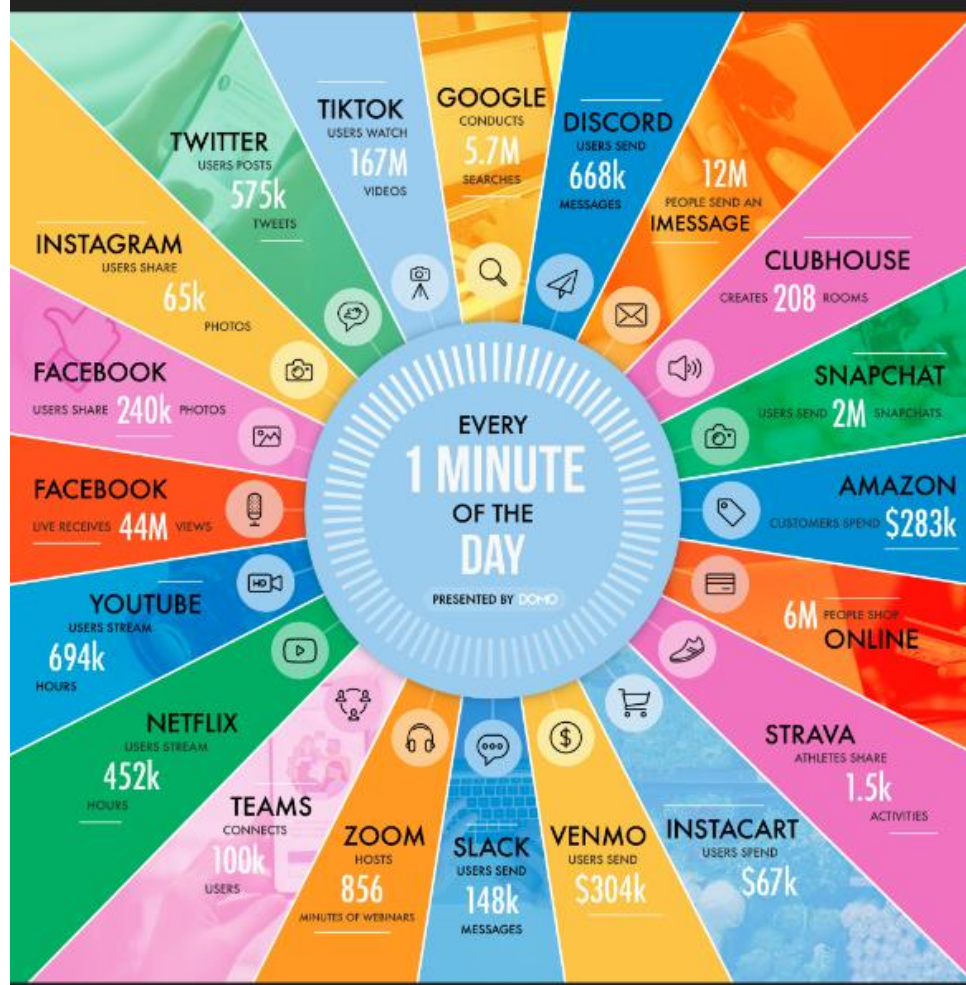 TWITTER
USERS POSTS
575k
TWEETS
TIKTOK
USERS WATCH
167M
VIDEOS
GOOGLE
CONDUCTS
5.7M
SEARCHES
DISCORD
USERS SEND
668k
MESSAGES
12M
PEOPLE SEND AN
IMESSAGE
CLUBHOUSE
CREATES 208 ROOMS
SNAPCHAT
USERS SEND 2M SNAPCHATS
AMAZON
CUSTOMERS SPEND $283k
6M PEOPLE SHOP
ONLINE
STRAVA
ATHLETES SHARE
1.5k
ACTIVITIES
INSTACART
USERS SPEND
$67k
VENMO
USERS SEND
$304k
SLACK
USERS SEND
148k
MESSAGES
ZOOM
HOSTS
856
MINUTES OF WEBINARS
TEAMS
CONNECTS
100k
USERS
NETFLIX
USERS STREAM
452k
HOURS
YOUTUBE
USERS STREAM
694k
HOURS
FACEBOOK
LIVE RECEIVES 44M VIEWS
FACEBOOK
USERS SHARE 240k PHOTOS
INSTAGRAM
USERS SHARE
65k
PHOTOS
EVERY
1 MINUTE
OF THE
DAY
PRESENTED BY DOMO
HD
$